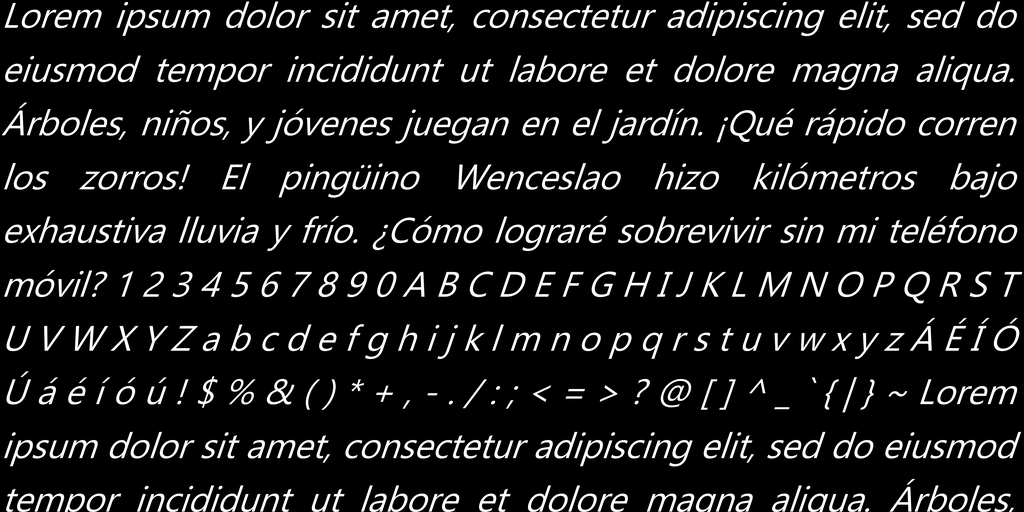 Lorem ipsum dolor sit amet, consectetur adipiscing elit, sed do
eiusmod tempor incididunt ut labore et dolore magna aliqua.
Árboles, niños, y jóvenes juegan en el jardín. ¡Qué rápido corren
los zorros! El pingüino Wenceslao hizo kilómetros bajo
exhaustiva lluvia y frío. ¿Cómo lograré sobrevivir sin mi teléfono
móvil? 1 2 3 4 5 6 7 8 9 0 A B C D E F G H I J K L M N O P Q R S T
U V W X Y Z a b c d e f g h i j k l m n o p q r s t u v w x y z Á É Í Ó
Ú á é í ó ú ! $ % & ( ) * + , - . / : ; < = > ? @ [ ] ^ _ ` { | } ~ Lorem
ipsum dolor sit amet, consectetur adipiscing elit, sed do eiusmod
tempor incididunt ut labore et dolore magna aliqua. Árboles,